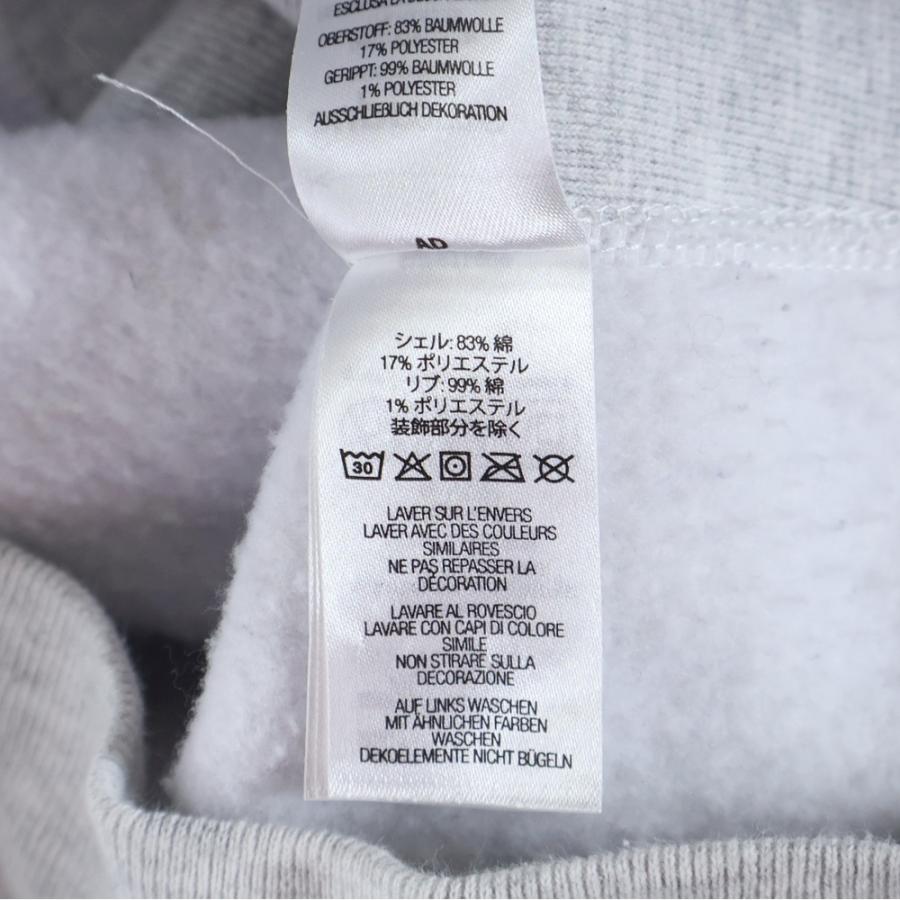 ESCLUSA LA
OBERSTOFF: 83% BAUMWOLLE
17% POLYESTER
GERIPPT: 99% BAUMWOLLE
1% POLYESTER
AUSSCHLIEßLICH DEKORATION
AD
シェル: 83% 綿
17% ポリエステル
リブ: 99% 綿
1% ポリエステル
装飾部分を除く
30
LAVER SUR L'ENVERS
LAVER AVEC DES COULEURS
SIMILAIRES
NE PAS REPASSER LA
DÉCORATION
LAVARE AL ROVESCIO
LAVARE CON CAPI DI COLORE
SIMILE
NON STIRARE SULLA
DECORAZIONE
AUF LINKS WASCHEN
MIT ÄHNLICHEN FARBEN
WASCHEN
DEKOELEMENTE NICHT BÜGELN